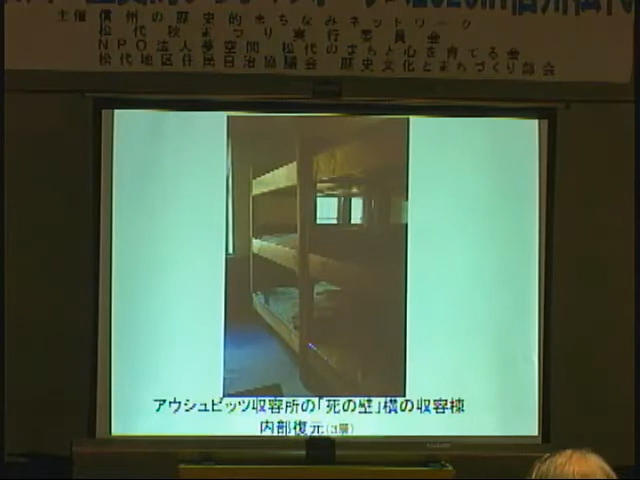 主催 信州の歴史的まちなみネットワーク
松代秋まつり実行委員会
NPO法人夢空間 松代のまちと心を育てる会
松代地区住民自治協議会 歴史文化とまちづくり部会
アウシュビッツ収容所の「死の壁」横の収容棟
内部復元(3層)